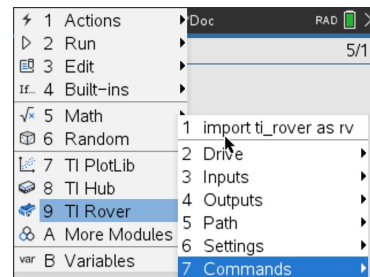 1 Actions
2 Run
3 Edit
If... 4 Built-ins
√x 5 Math
6 Random
7 TI PlotLib
8 TI Hub
9 TI Rover
A More Modules
var B Variables
Doc RAD
5/1
1 import ti_rover as rv
2 Drive
3 Inputs
4 Outputs
5 Path
6 Settings
7 Commands